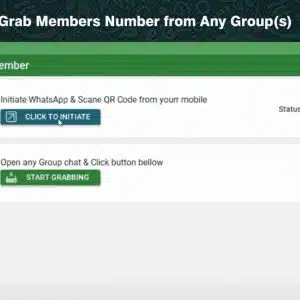 Grab Members Number from Any Group(s)
ember
Initiate WhatsApp & Scane QR Code from yourr mobile
Status
CLICK TO INITIATE
Open any Group chat & Click button bellow
START GRABBING